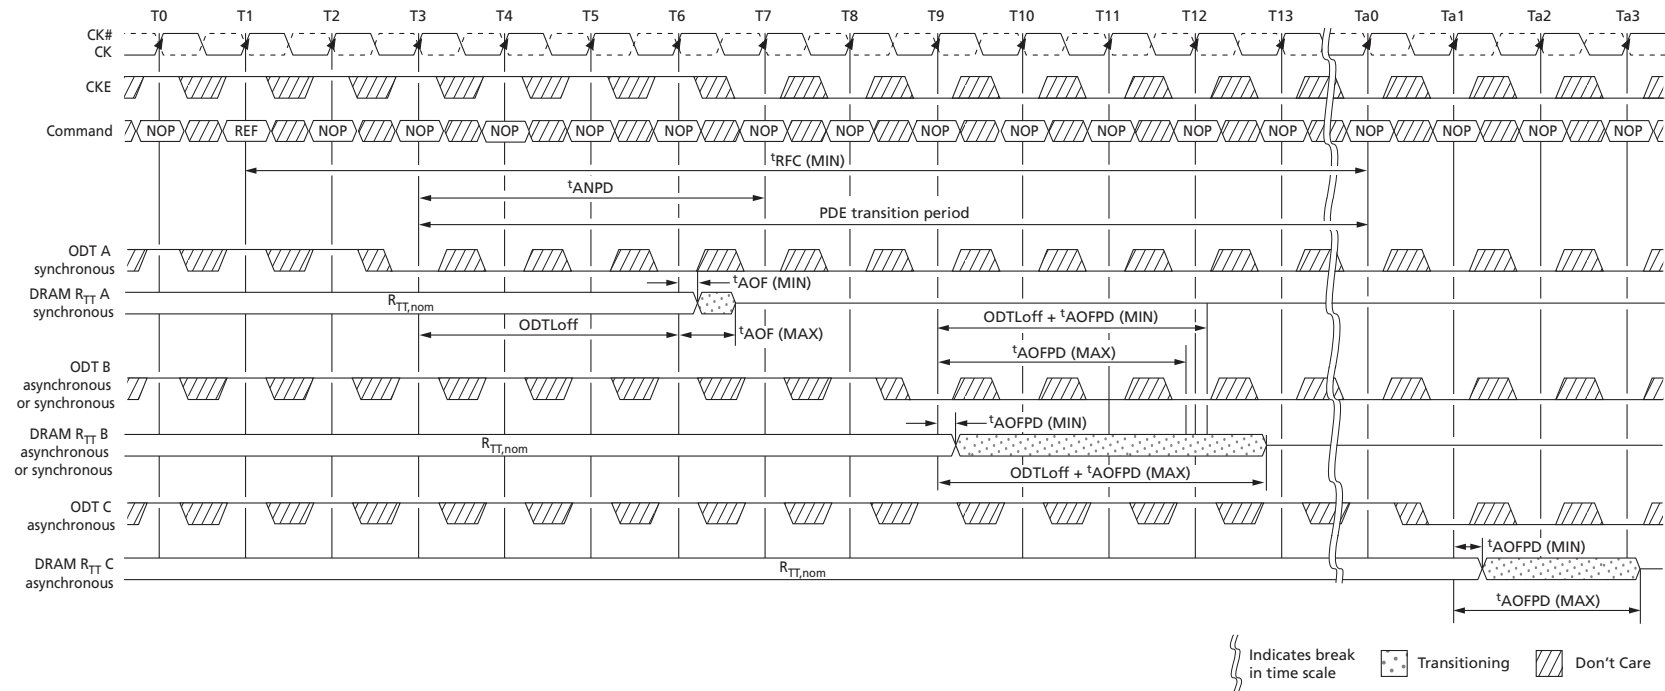 T0 T1 T2 T3 T4 T5 T6 T7 T8 T9 T10 T11 T12 T13 Ta0 Ta1 Ta2 Ta3
CK#
CK
CKE
Command NOP REF NOP NOP NOP NOP NOP NOP NOP NOP NOP NOP NOP NOP NOP NOP NOP NOP
tRFC (MIN)
tANPD
PDE transition period
ODT A
synchronous
tAOF (MIN)
DRAM RTT A
synchronous
RTT,nom
ODTLoff + tAOFPD (MIN)
ODTLoff
tAOF (MAX)
tAOFPD (MAX)
ODT B
asynchronous
or synchronous
tAOFPD (MIN)
DRAM RTT B
asynchronous
or synchronous
RTT,nom
ODTLoff + tAOFPD (MAX)
ODT C
asynchronous
tAOFPD (MIN)
DRAM RTT C
asynchronous
RTT,nom
tAOFPD (MAX)
Indicates break
in time scale
Transitioning
Don't Care